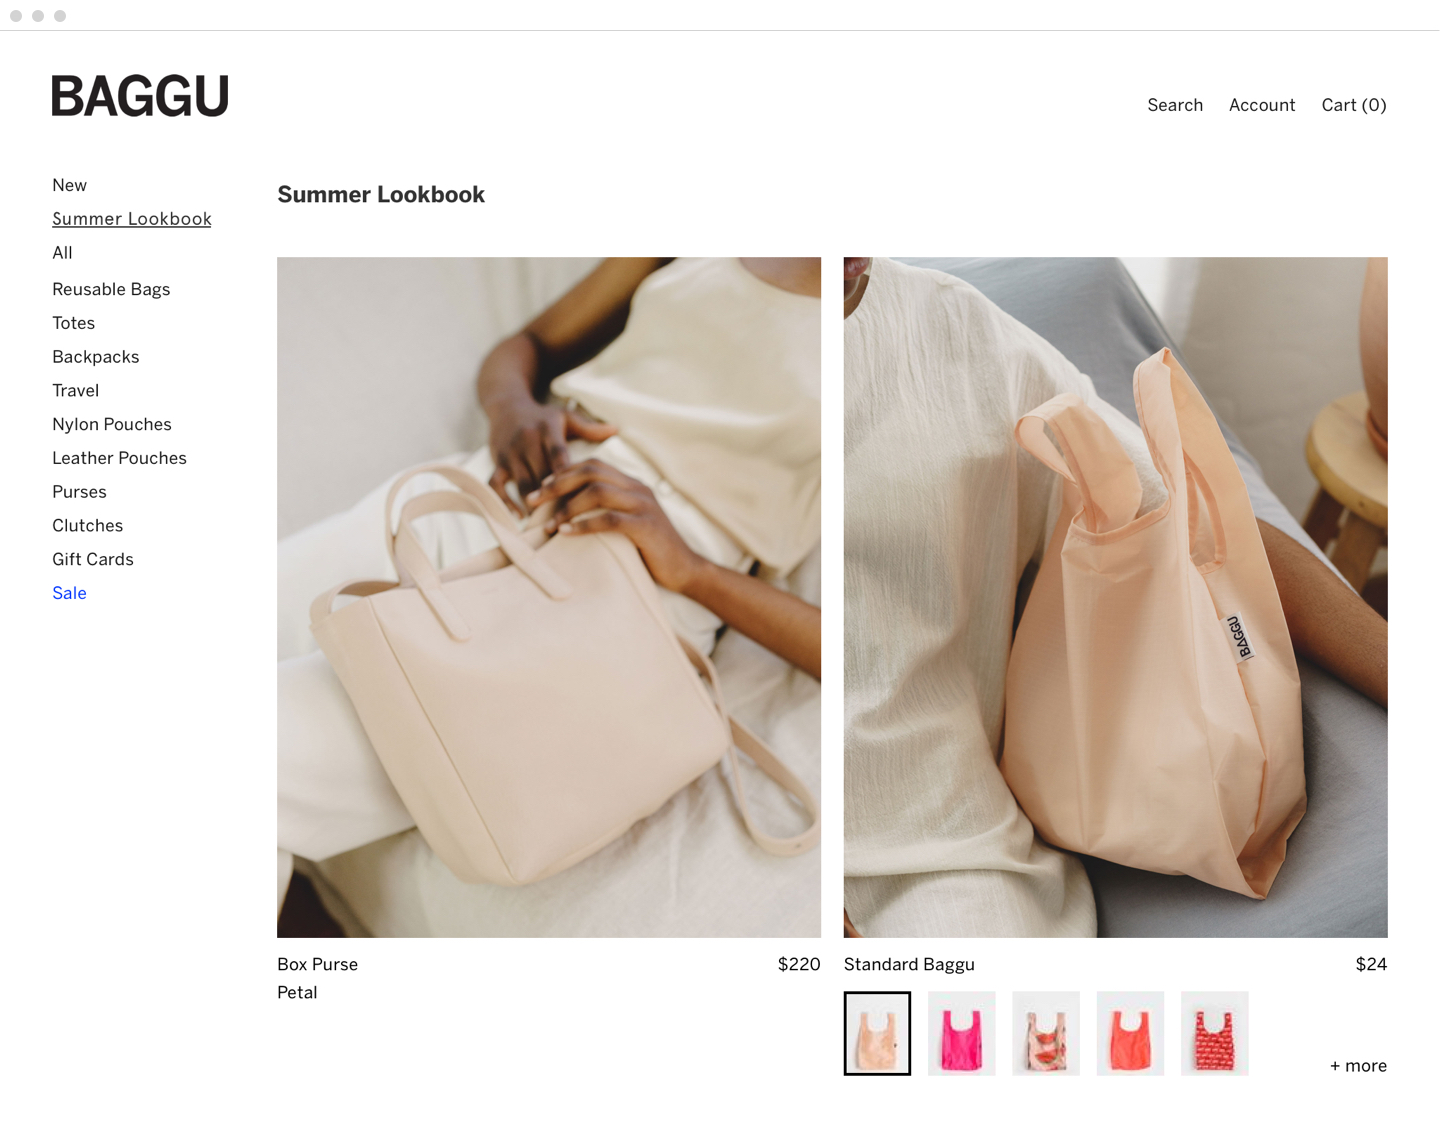 BAGGU
Search Account Cart (0)
New
Summer Lookbook
All
Reusable Bags
Totes
Backpacks
Travel
Nylon Pouches
Leather Pouches
Purses
Clutches
Gift Cards
Sale
Summer Lookbook
BAGGU
Box Purse $220
Petal
Standard Baggu $24
+ more